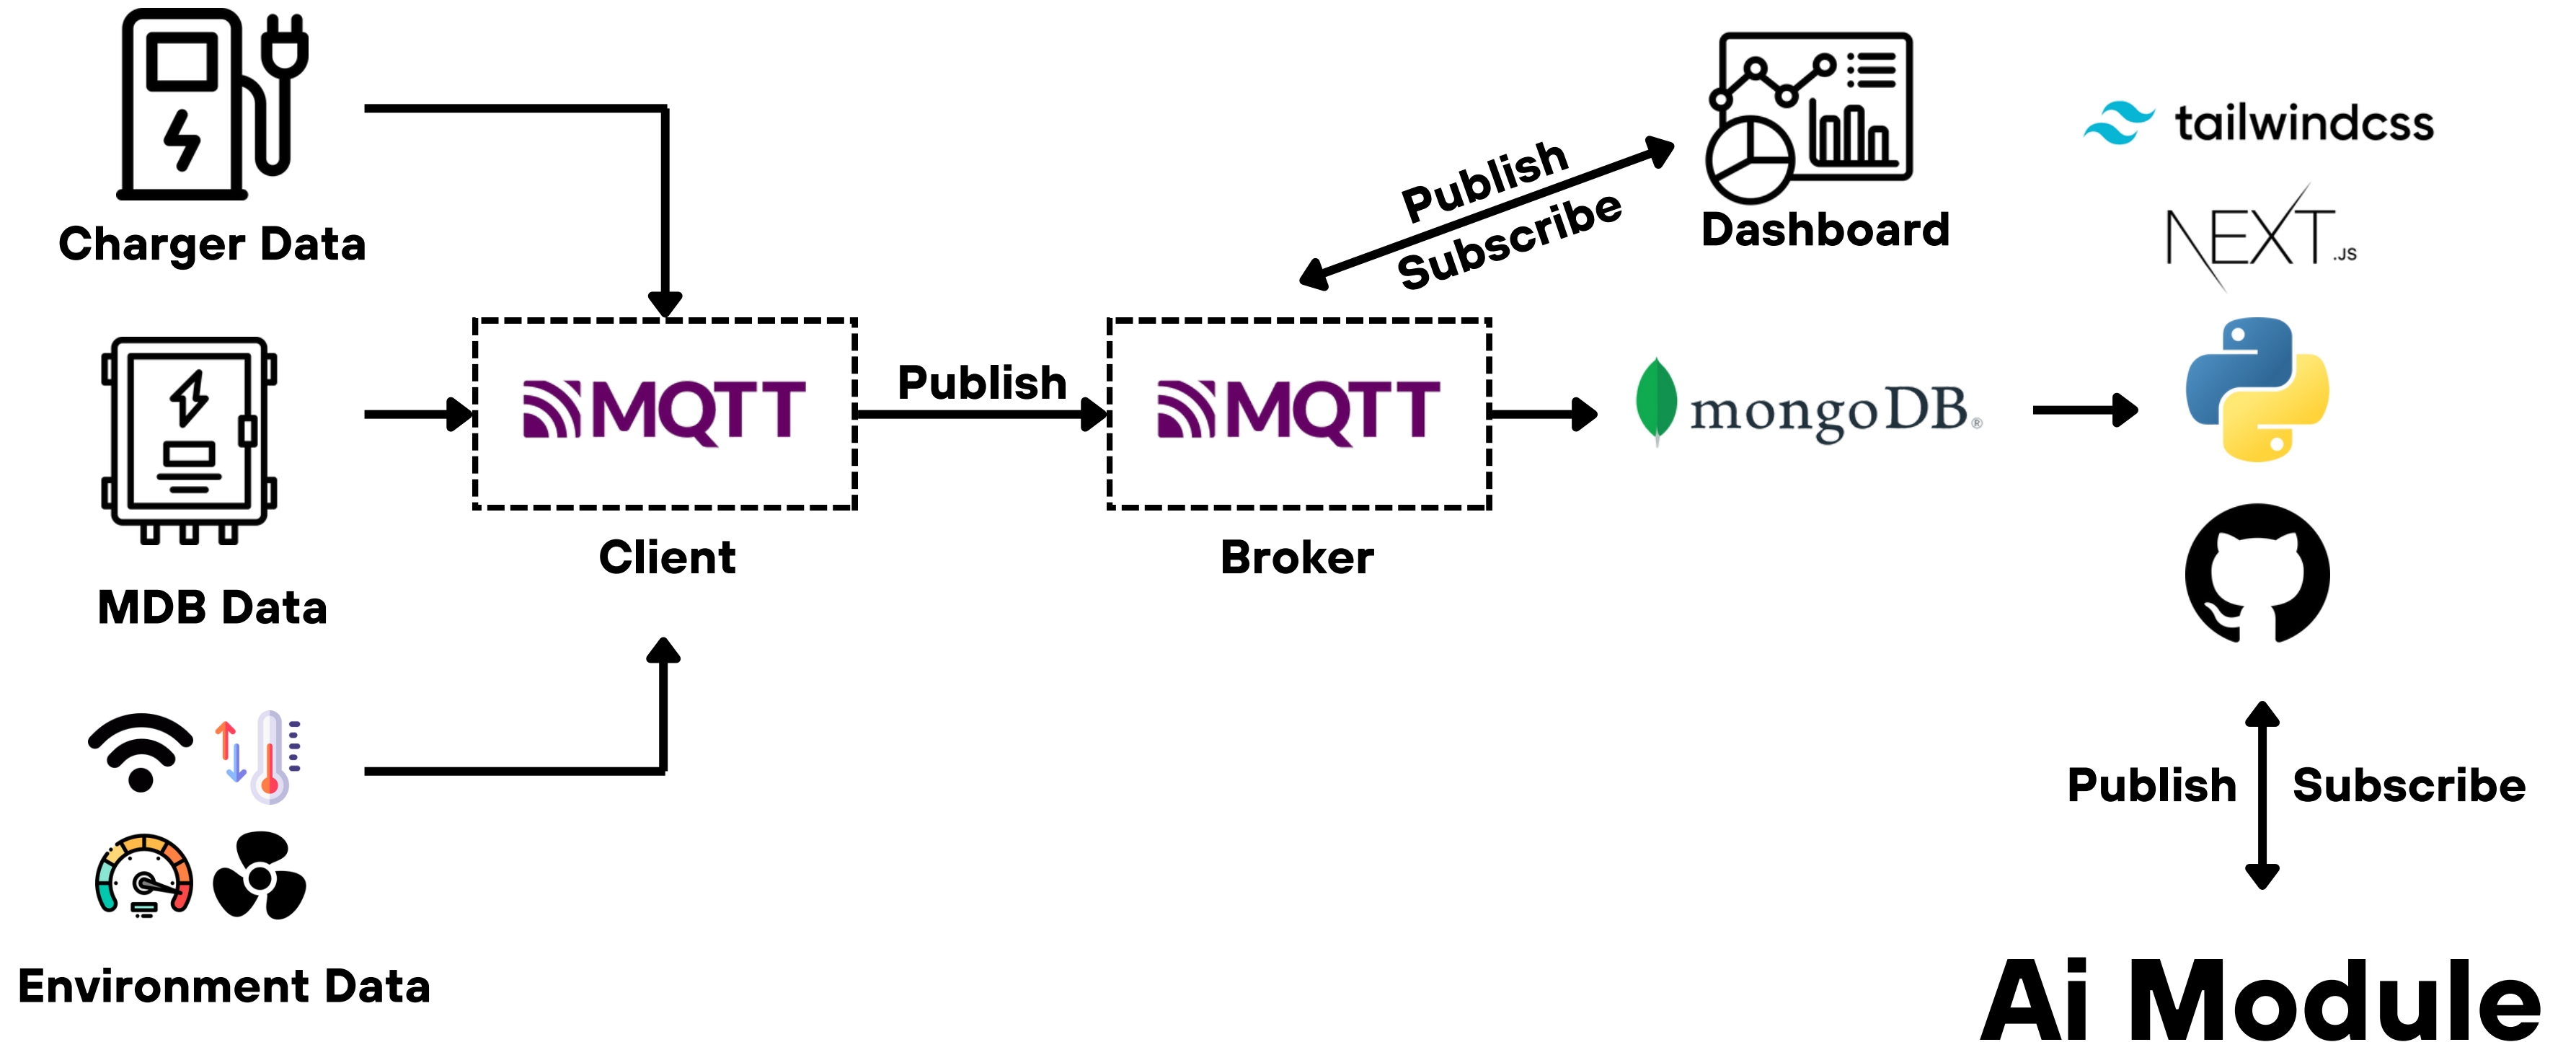 Charger Data
MDB Data
Environment Data
MQTT
Client
Publish
MQTT
Broker
Publish
Subscribe
Dashboard
mongoDB®
tailwindcss
NEXT.JS
Publish
Subscribe
Ai Module